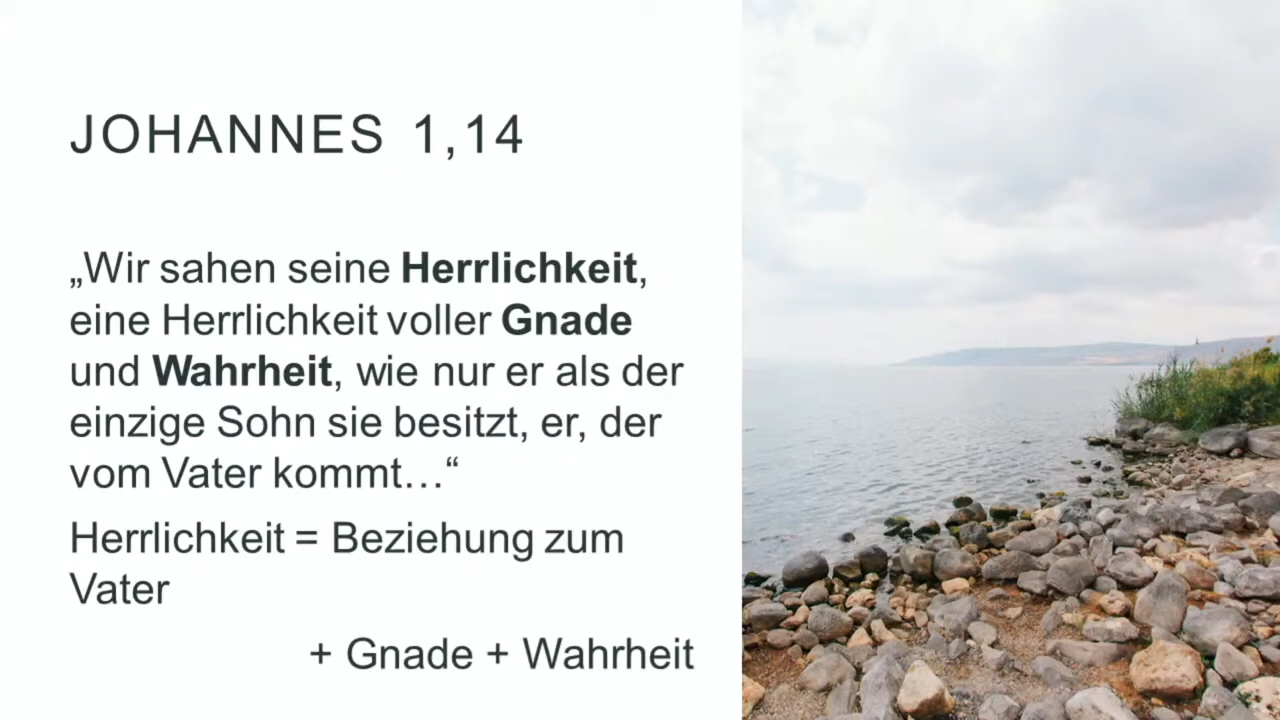 JOHANNES 1,14
„Wir sahen seine Herrlichkeit,
eine Herrlichkeit voller Gnade
und Wahrheit, wie nur er als der
einzige Sohn sie besitzt, er, der
vom Vater kommt…“
Herrlichkeit = Beziehung zum
Vater
+ Gnade + Wahrheit